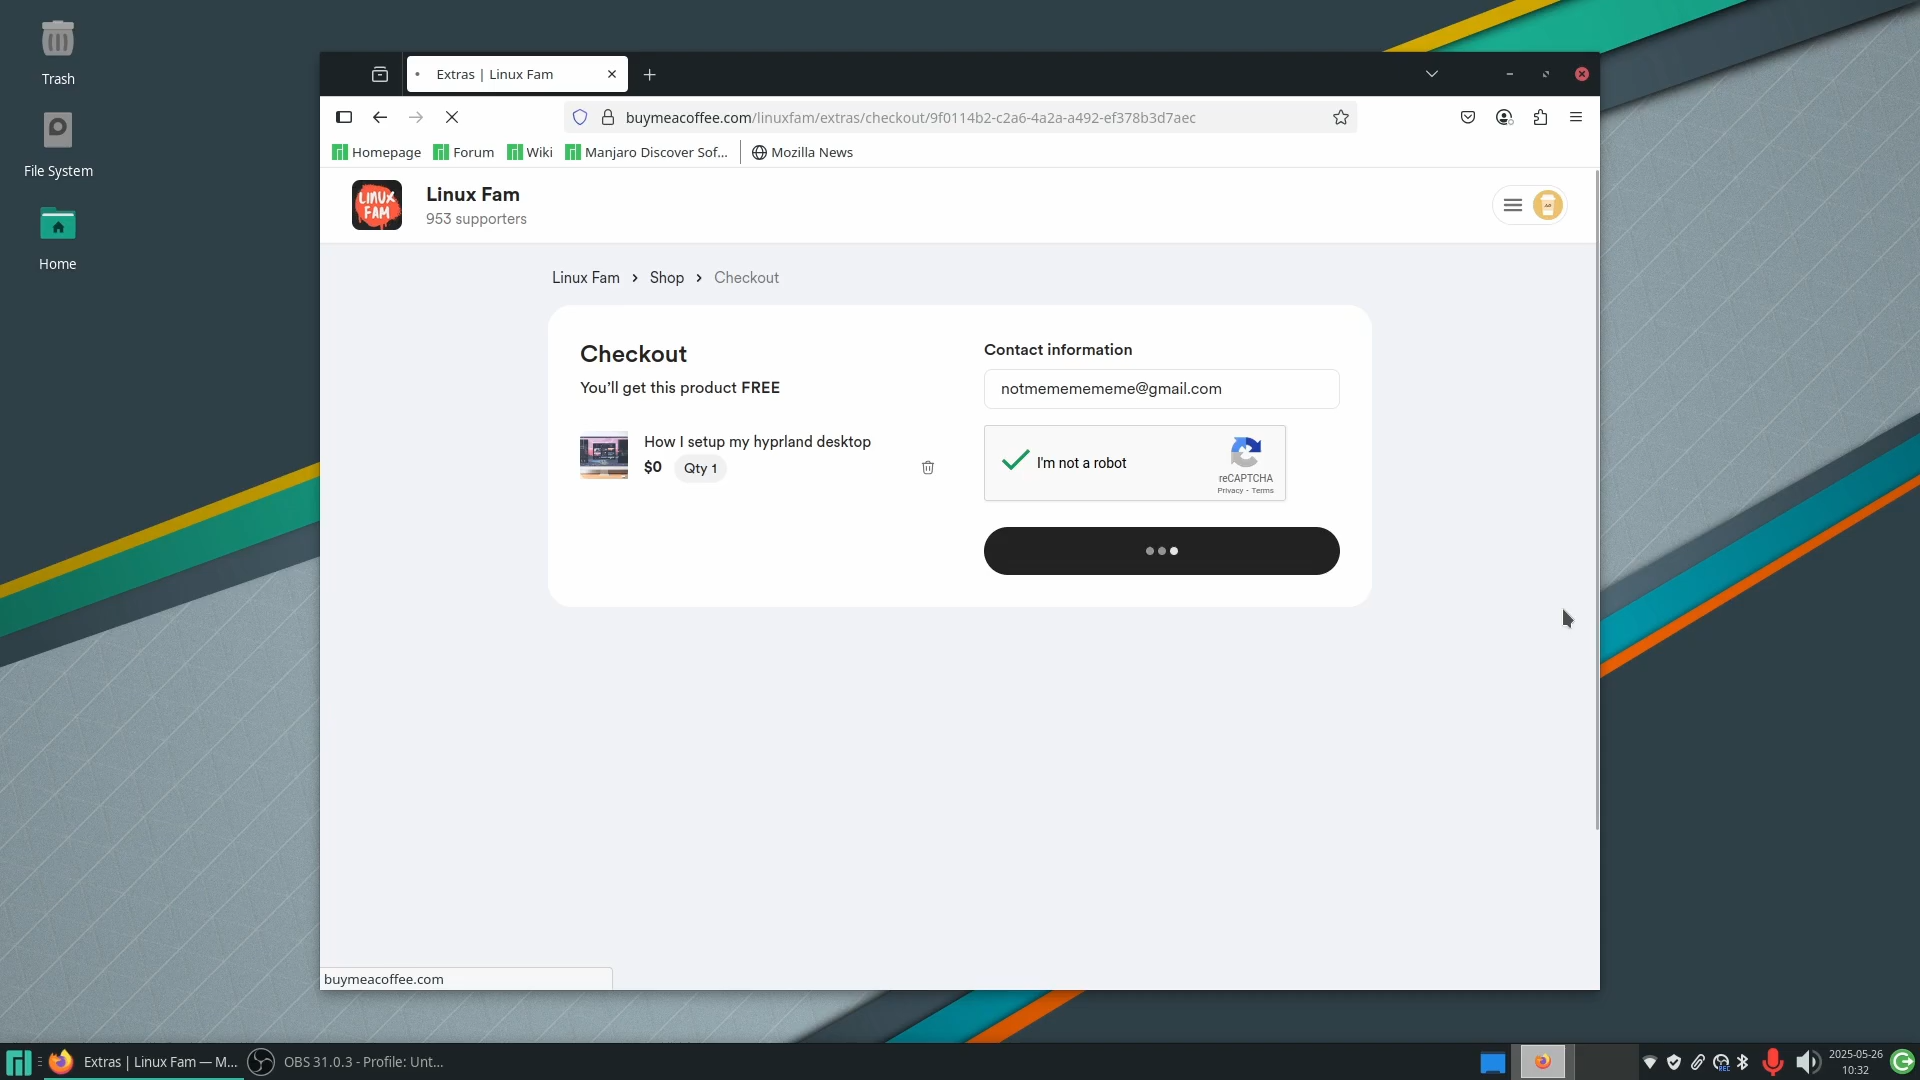 Trash
File System
Home
Extras | Linux Fam
buymeacoffee.com/linuxfam/extras/checkout/9f0114b2-c2a6-4a2a-a492-ef378b3d7aec
Homepage
Forum
Wiki
Manjaro Discover Sof...
Mozilla News
LINUX
FAM
Linux Fam
953 supporters
Linux Fam > Shop > Checkout
Checkout
You'll get this product FREE
How I setup my hyprland desktop
$0 Qty 1
Contact information
notmememememe@gmail.com
I'm not a robot
reCAPTCHA
Privacy - Terms
buymeacoffee.com
Extras | Linux Fam — M...
OBS 31.0.3 - Profile: Unt...
REC
2025-05-26
10:32